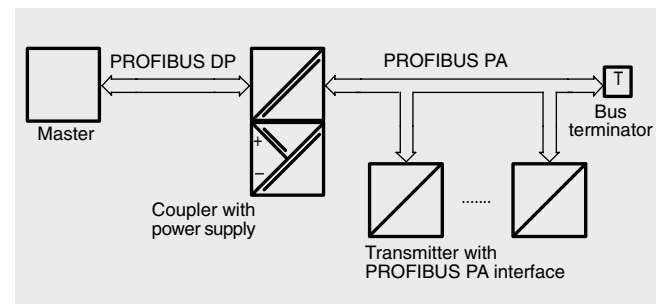 PROFIBUS DP
PROFIBUS PA
Master
T
Bus
terminator
+
–
Coupler with
power supply
.......
Transmitter with
PROFIBUS PA interface